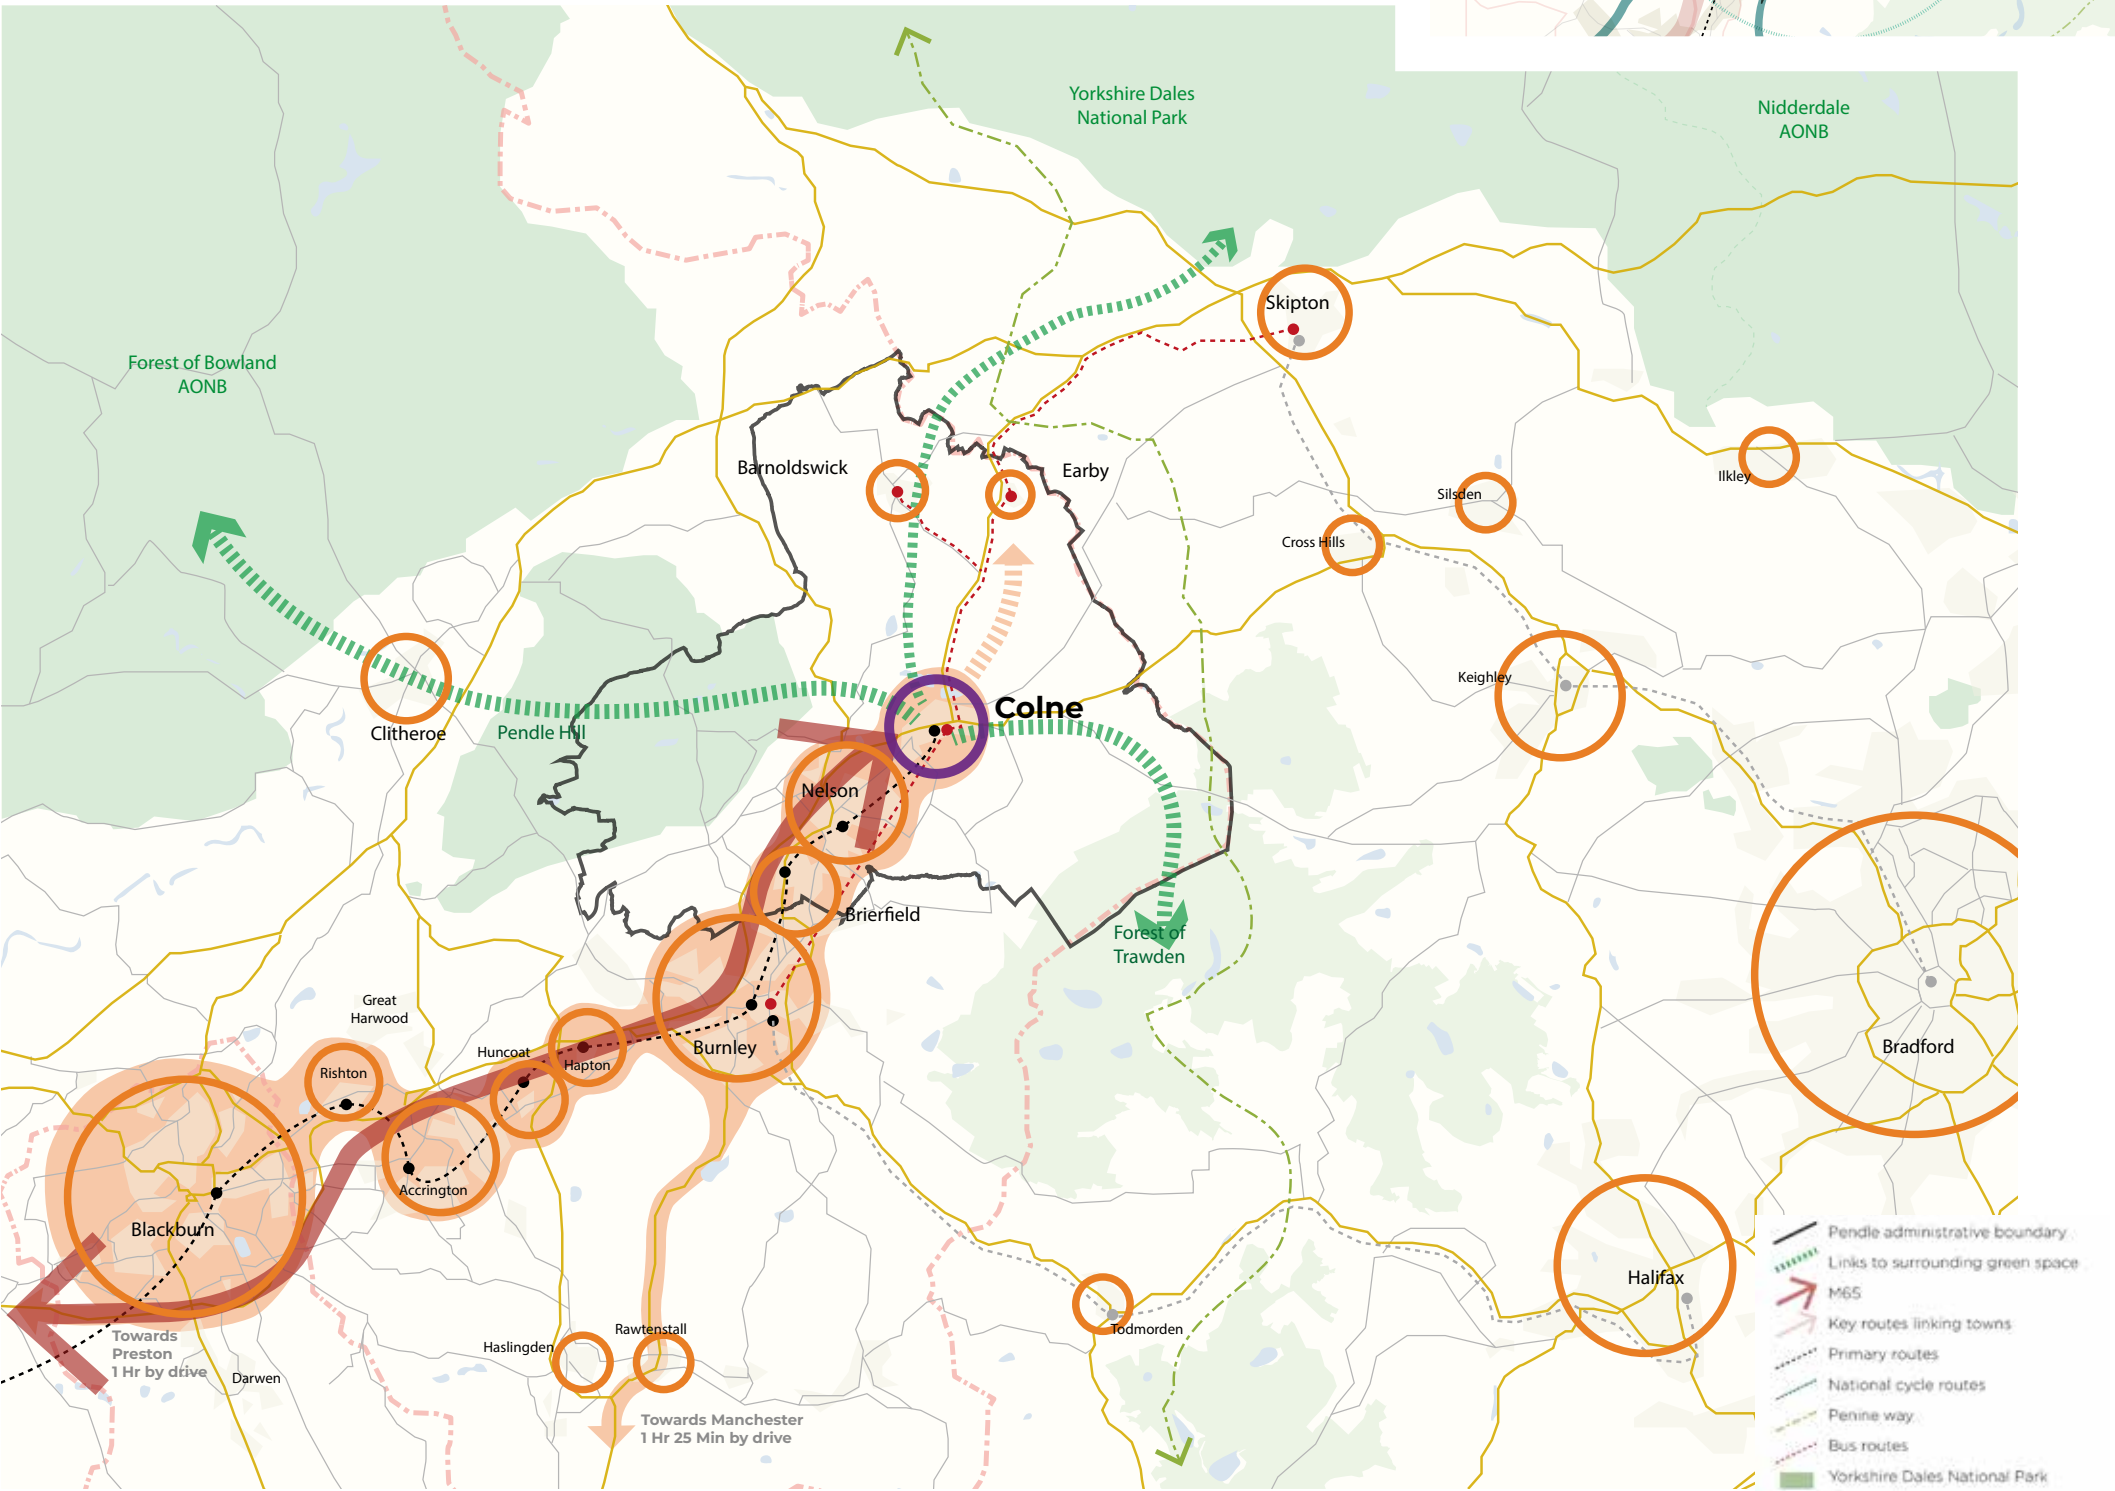 Yorkshire Dales
National Park
Nidderdale
AONB
Skipton
Forest of Bowland
AONB
Barnoldswick
Earby
Ilkley
Silsden
Cross Hills
Keighley
Colne
Clitheroe
Pendle Hill
Nelson
Brierfield
Forest of
Trawden
Great
Harwood
Burnley
Bradford
Huncoat
Hapton
Rishton
Accrington
Blackburn
Halifax
Towards
Preston
1 Hr by drive
Darwen
Haslingden
Rawtenstall
Todmorden
Towards Manchester
1 Hr 25 Min by drive
Pendle administrative boundary
Links to surrounding green space
M65
Key routes linking towns
Primary routes
National cycle routes
Penine way
Bus routes
Yorkshire Dales National Park